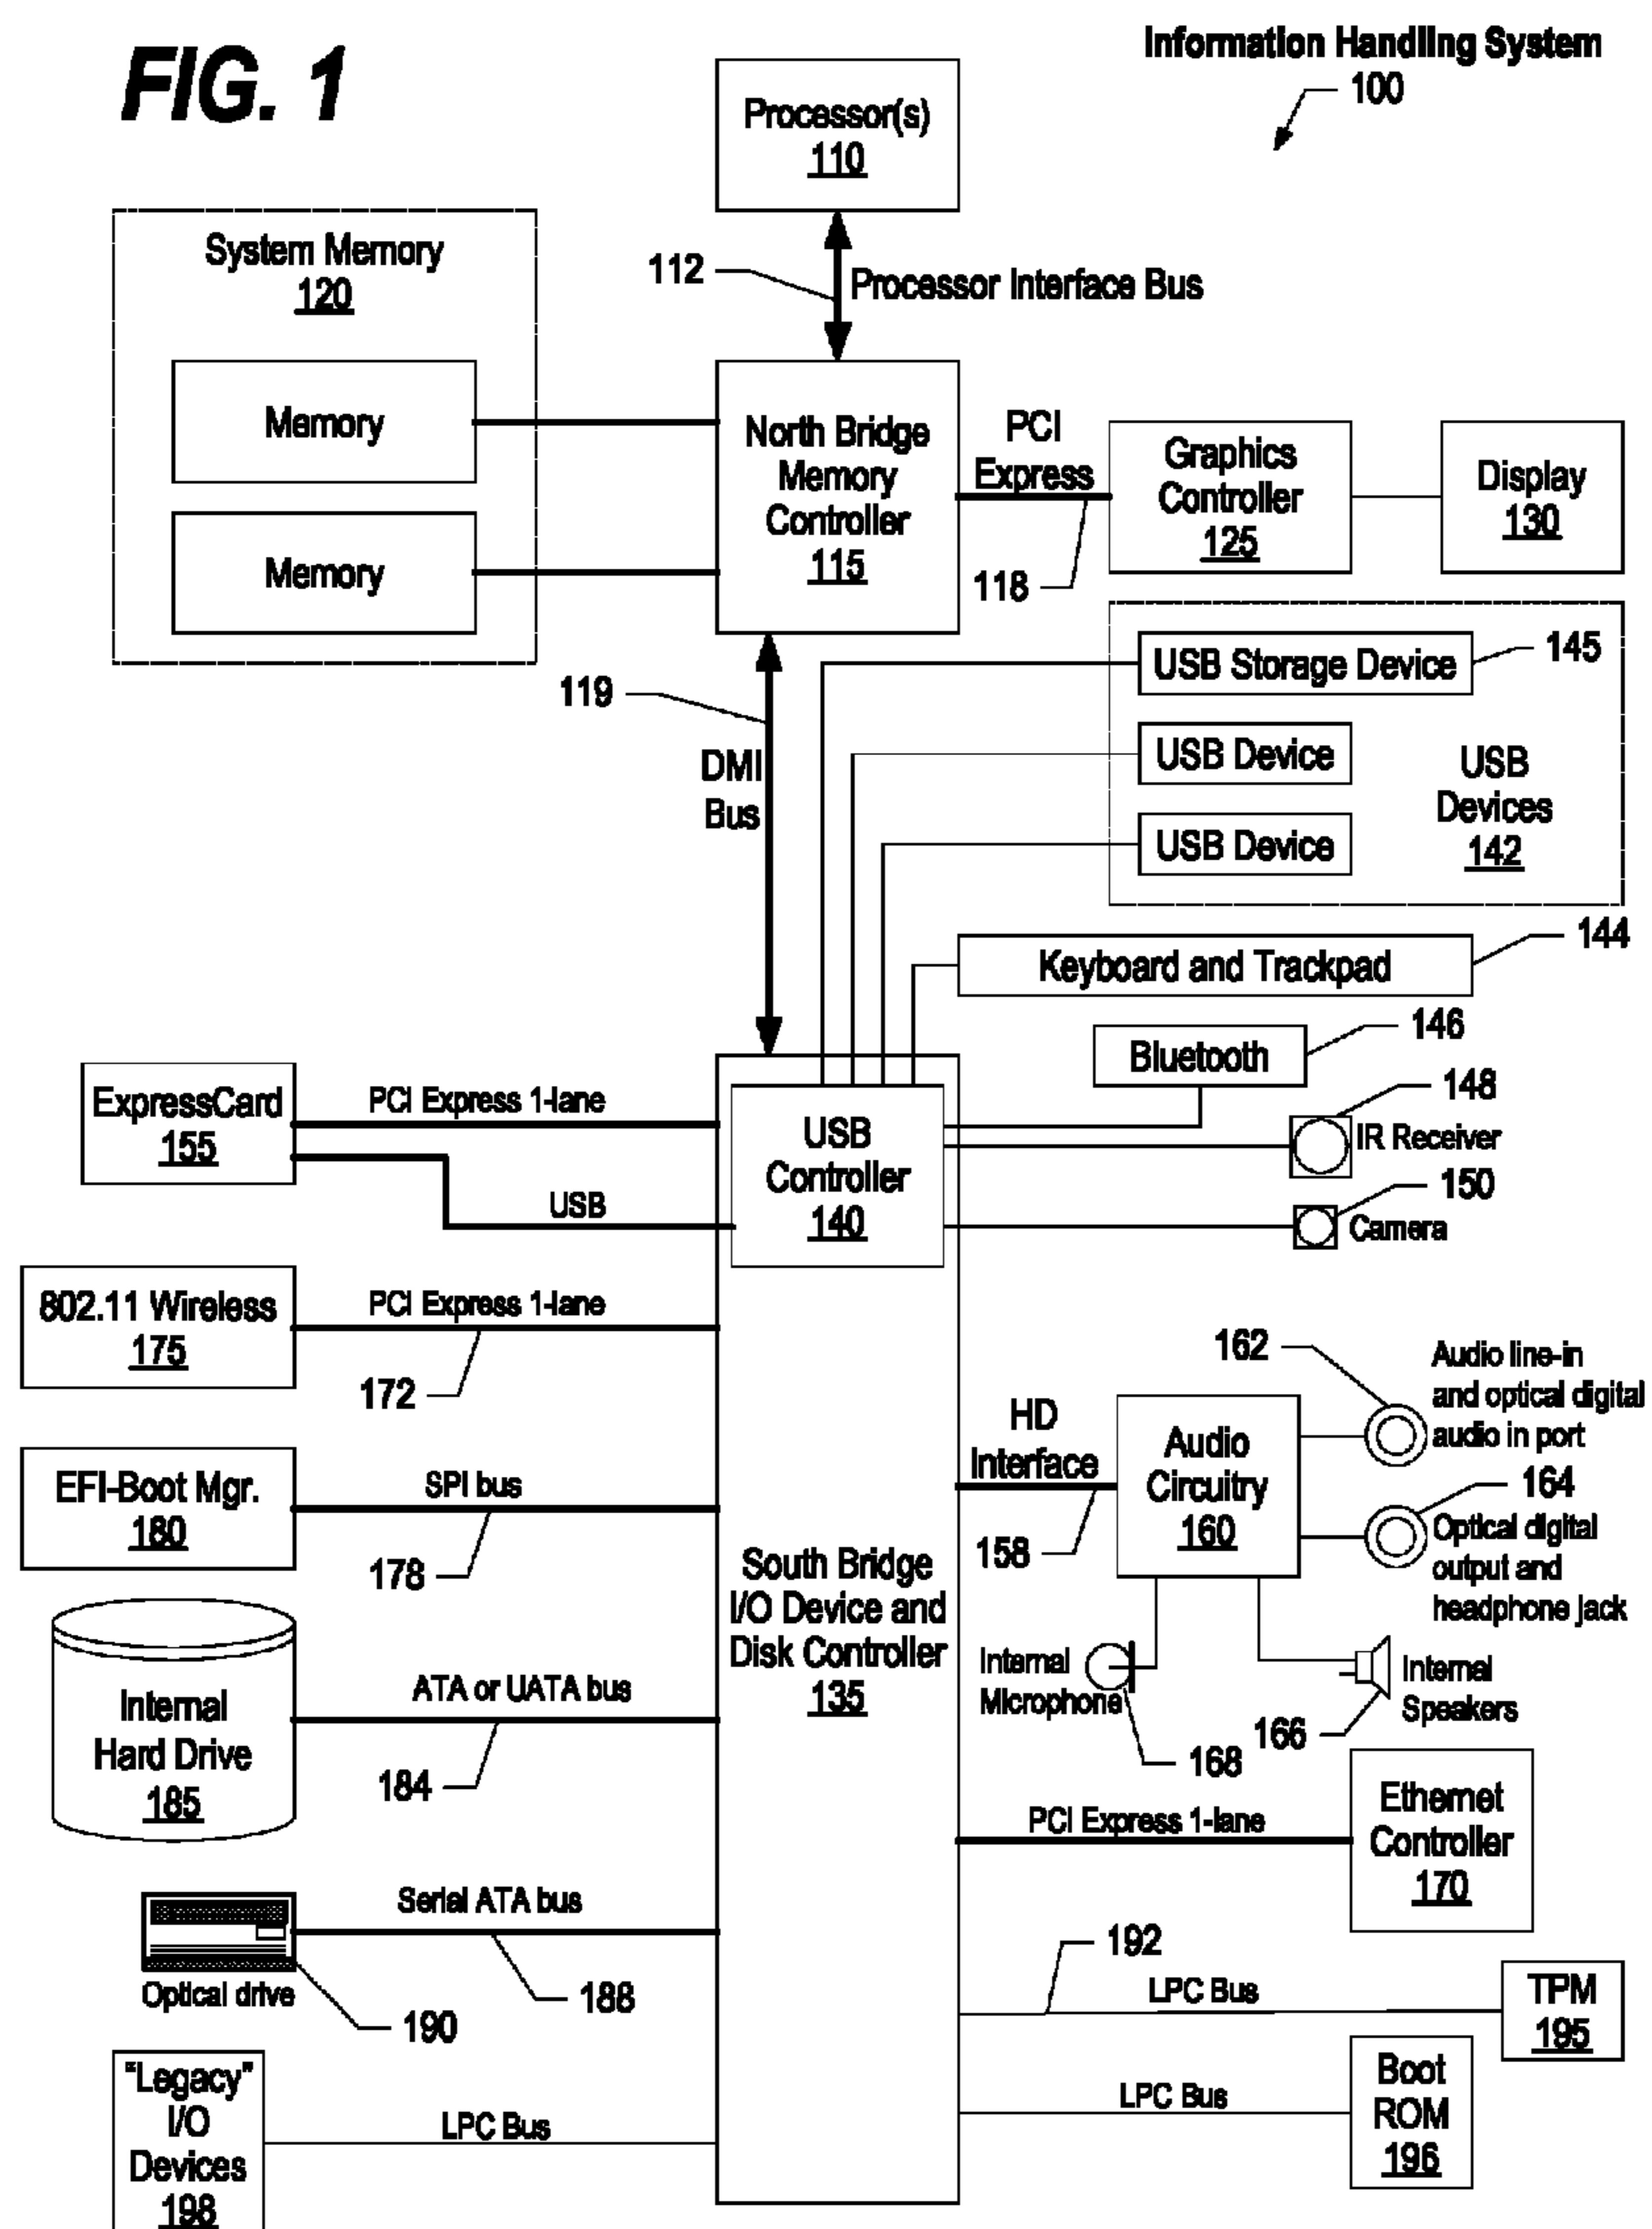 FIG. 1
Information Handling System
100
Processor(s)
110
System Memory
120
112
Processor Interface Bus
Memory
Memory
North Bridge
Memory
Controller
115
PCI
Express
118
Graphics
Controller
125
Display
130
119
DMI
Bus
USB Storage Device
145
USB Device
USB Device
USB
Devices
142
144
Keyboard and Trackpad
146
Bluetooth
148
IR Receiver
150
Camera
ExpressCard
155
PCI Express 1-lane
USB
USB
Controller
140
802.11 Wireless
175
PCI Express 1-lane
172
EFI-Boot Mgr.
180
SPI bus
178
South Bridge
I/O Device and
Disk Controller
135
HD
Interface
158
Audio
Circuitry
160
162
Audio line-in
and optical digital
audio in port
164
Optical digital
output and
headphone jack
Internal
Microphone
168
Internal
Speakers
166
Internal
Hard Drive
185
ATA or UATA bus
184
PCI Express 1-lane
Ethernet
Controller
170
Serial ATA bus
188
Optical drive
190
192
LPC Bus
TPM
195
"Legacy"
I/O
Devices
198
LPC Bus
LPC Bus
Boot
ROM
196